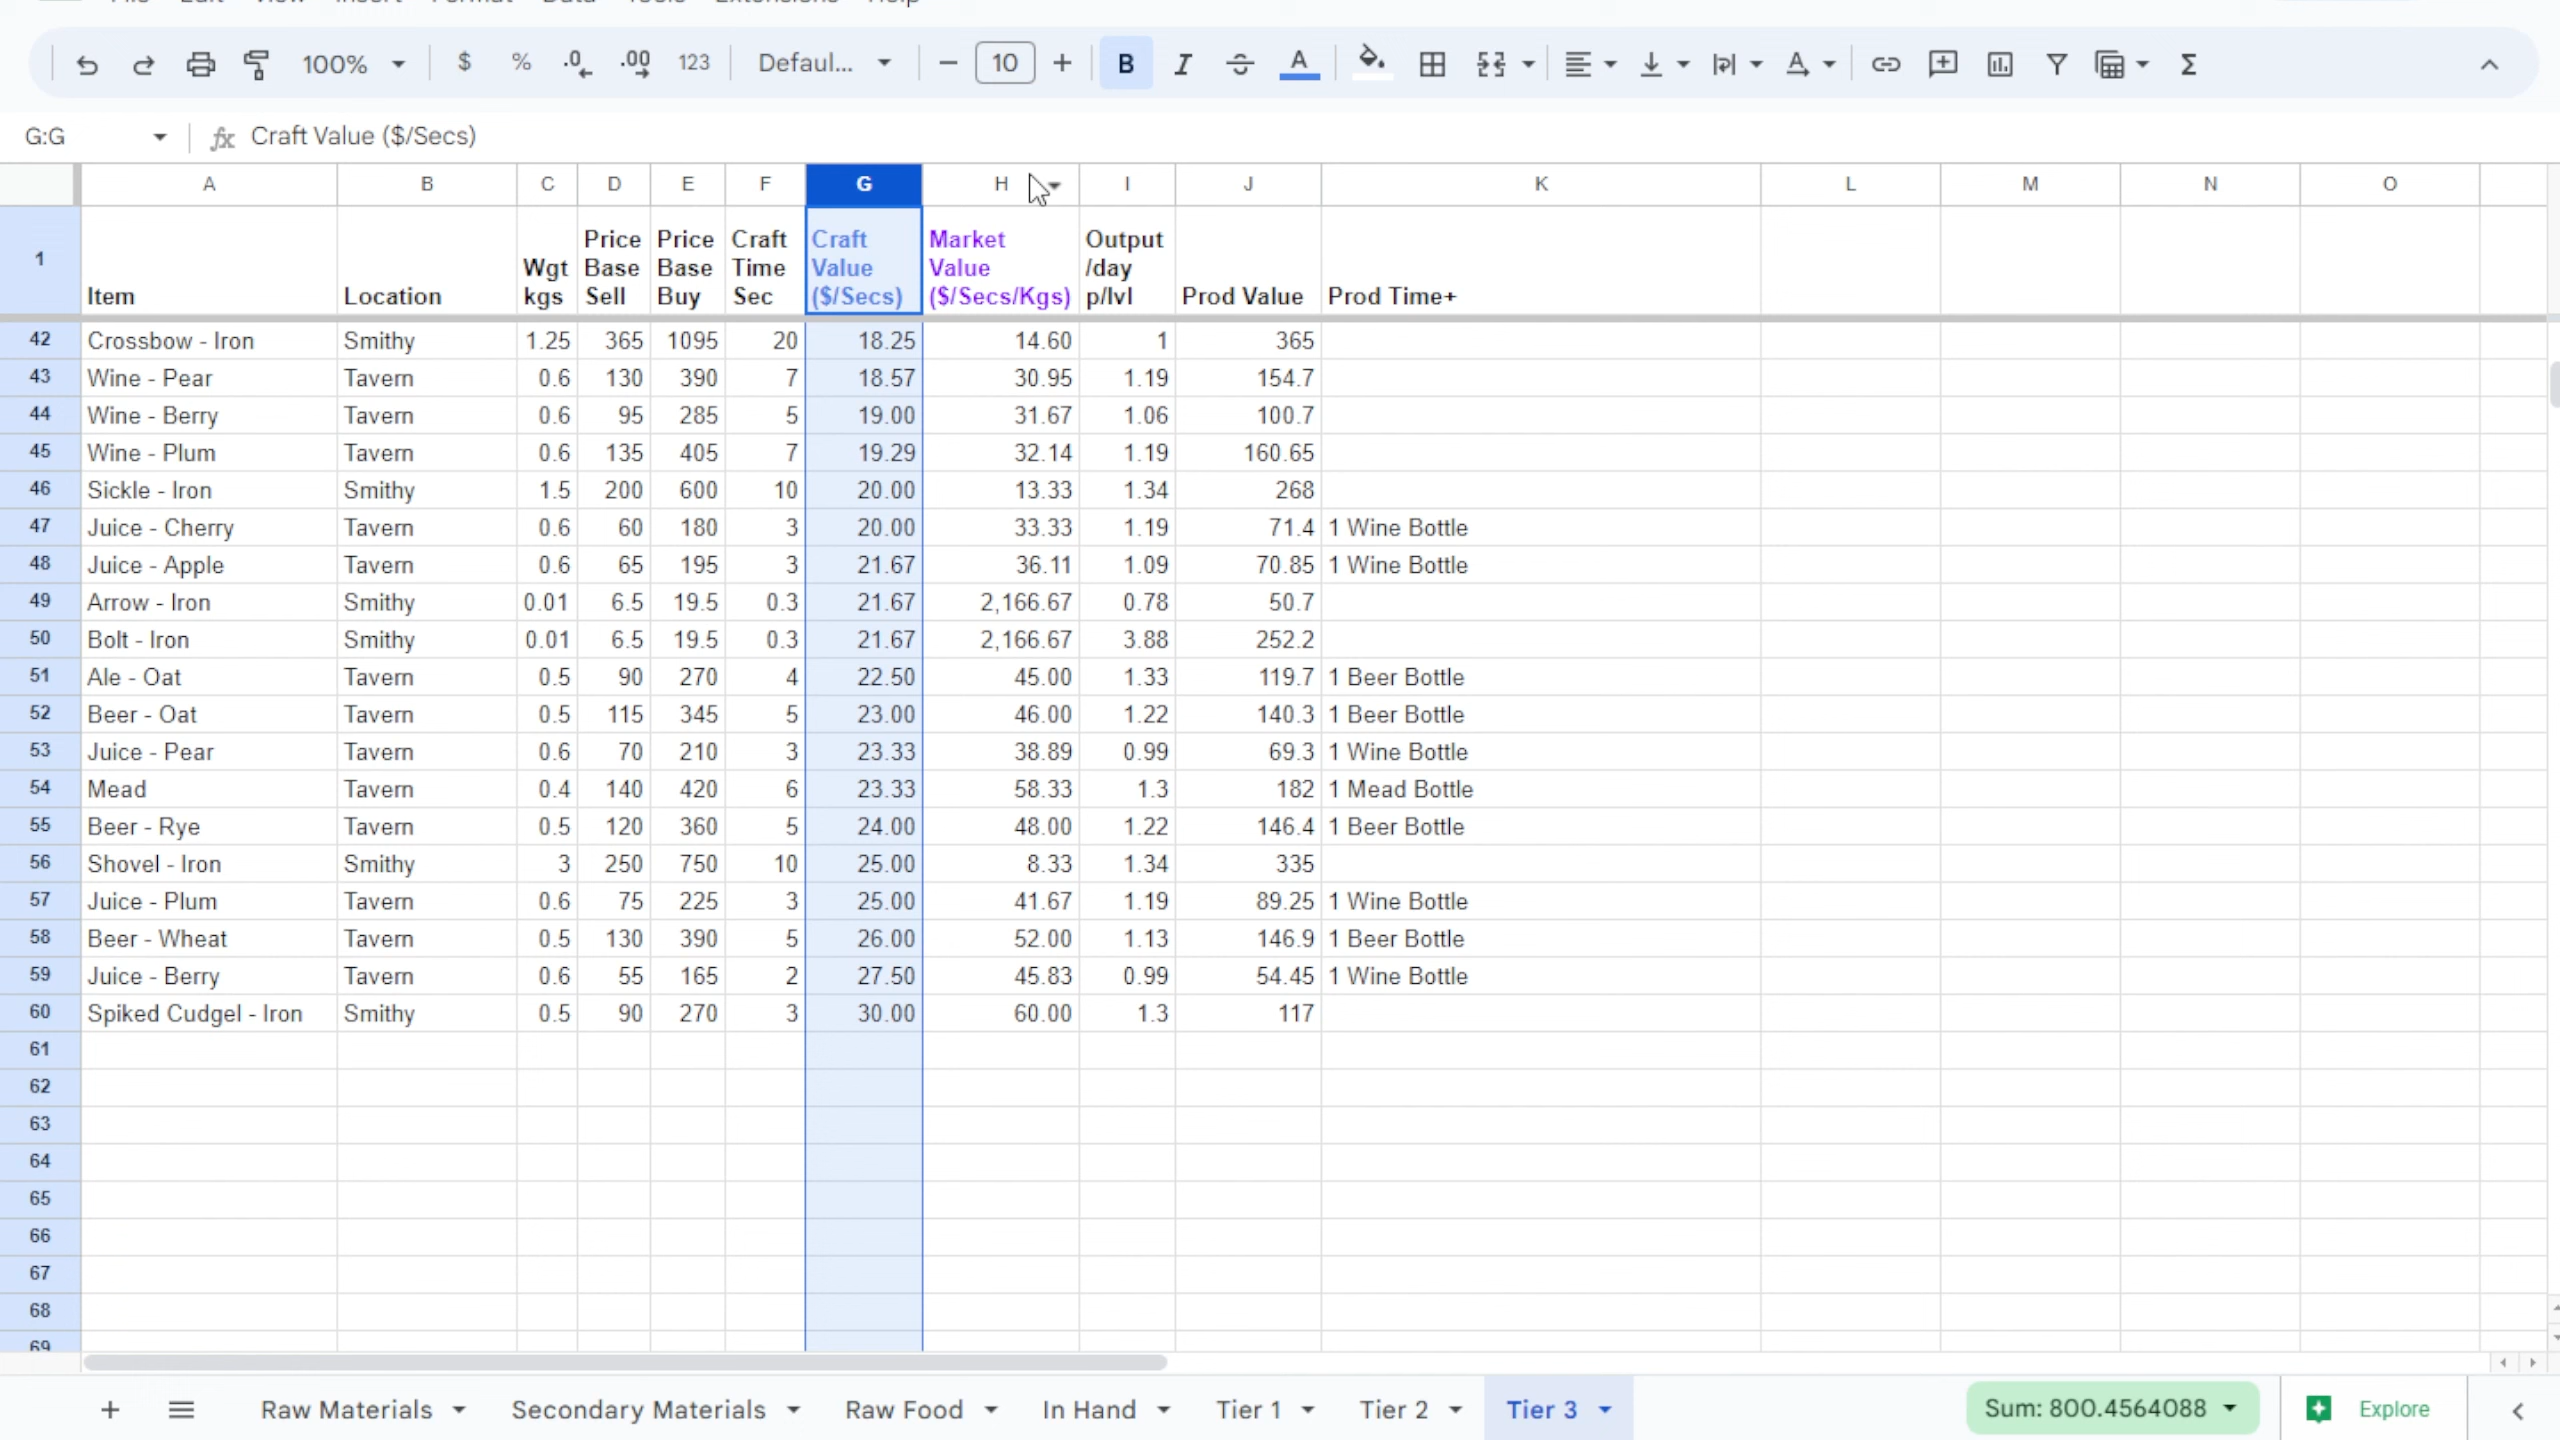 File Edit View Insert Format Data Tools Extensions Help
100% $ % .0 .00 123 Defaul... 10 B I A A Σ
G:G fx Craft Value ($/Secs)
A B C D E F G H I J K L M N O
1 Item Location Wgt kgs Price Base Sell Price Base Buy Craft Time Sec Craft Value ($/Secs) Market Value ($/Secs/Kgs) Output /day p/lvl Prod Value Prod Time+
42 Crossbow - Iron Smithy 1.25 365 1095 20 18.25 14.60 1 365
43 Wine - Pear Tavern 0.6 130 390 7 18.57 30.95 1.19 154.7
44 Wine - Berry Tavern 0.6 95 285 5 19.00 31.67 1.06 100.7
45 Wine - Plum Tavern 0.6 135 405 7 19.29 32.14 1.19 160.65
46 Sickle - Iron Smithy 1.5 200 600 10 20.00 13.33 1.34 268
47 Juice - Cherry Tavern 0.6 60 180 3 20.00 33.33 1.19 71.4 1 Wine Bottle
48 Juice - Apple Tavern 0.6 65 195 3 21.67 36.11 1.09 70.85 1 Wine Bottle
49 Arrow - Iron Smithy 0.01 6.5 19.5 0.3 21.67 2,166.67 0.78 50.7
50 Bolt - Iron Smithy 0.01 6.5 19.5 0.3 21.67 2,166.67 3.88 252.2
51 Ale - Oat Tavern 0.5 90 270 4 22.50 45.00 1.33 119.7 1 Beer Bottle
52 Beer - Oat Tavern 0.5 115 345 5 23.00 46.00 1.22 140.3 1 Beer Bottle
53 Juice - Pear Tavern 0.6 70 210 3 23.33 38.89 0.99 69.3 1 Wine Bottle
54 Mead Tavern 0.4 140 420 6 23.33 58.33 1.3 182 1 Mead Bottle
55 Beer - Rye Tavern 0.5 120 360 5 24.00 48.00 1.22 146.4 1 Beer Bottle
56 Shovel - Iron Smithy 3 250 750 10 25.00 8.33 1.34 335
57 Juice - Plum Tavern 0.6 75 225 3 25.00 41.67 1.19 89.25 1 Wine Bottle
58 Beer - Wheat Tavern 0.5 130 390 5 26.00 52.00 1.13 146.9 1 Beer Bottle
59 Juice - Berry Tavern 0.6 55 165 2 27.50 45.83 0.99 54.45 1 Wine Bottle
60 Spiked Cudgel - Iron Smithy 0.5 90 270 3 30.00 60.00 1.3 117
61
62
63
64
65
66
67
68
69
Raw Materials Secondary Materials Raw Food In Hand Tier 1 Tier 2 Tier 3 Sum: 800.4564088 Explore